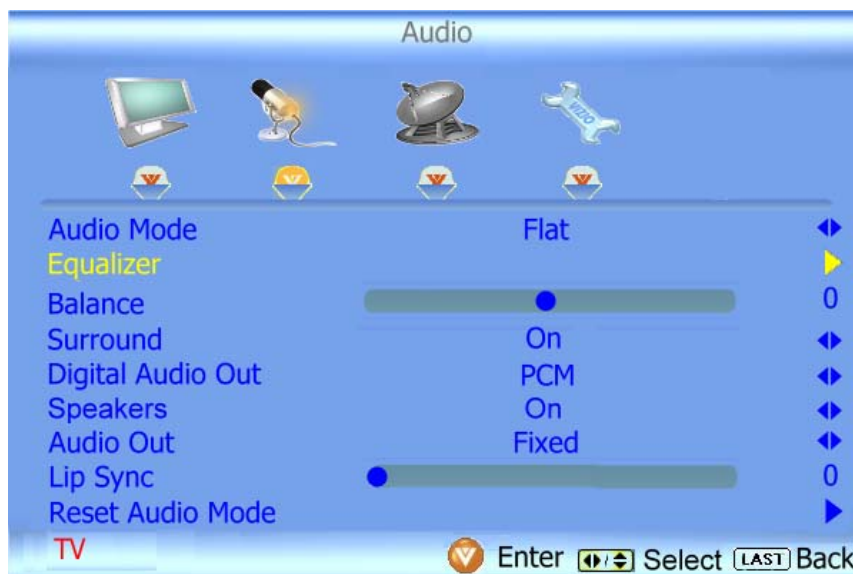 Audio
VIZIO
Audio Mode Flat
Equalizer
Balance 0
Surround On
Digital Audio Out PCM
Speakers On
Audio Out Fixed
Lip Sync 0
Reset Audio Mode
TV Enter Select LAST Back